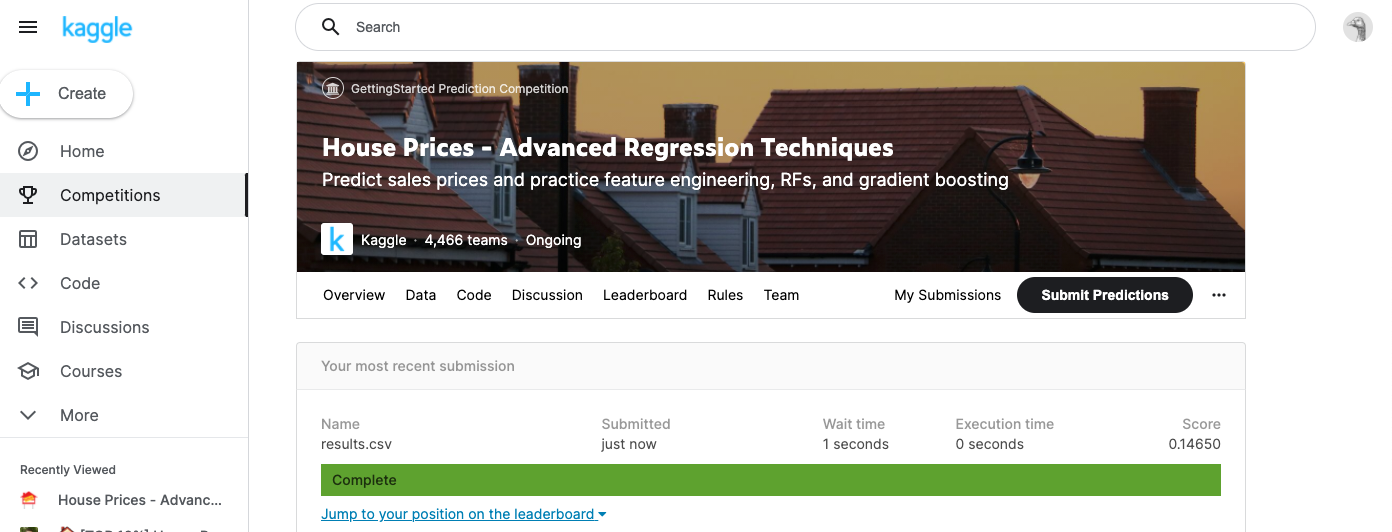 kaggle
Search
Create
Home
Competitions
Datasets
Code
Discussions
Courses
More
Recently Viewed
House Prices - Advanc...
GettingStarted Prediction Competition
House Prices - Advanced Regression Techniques
Predict sales prices and practice feature engineering, RFs, and gradient boosting
k Kaggle · 4,466 teams · Ongoing
Overview Data Code Discussion Leaderboard Rules Team My Submissions Submit Predictions ···
Your most recent submission
Name Submitted Wait time Execution time Score
results.csv just now 1 seconds 0 seconds 0.14650
Complete
Jump to your position on the leaderboard